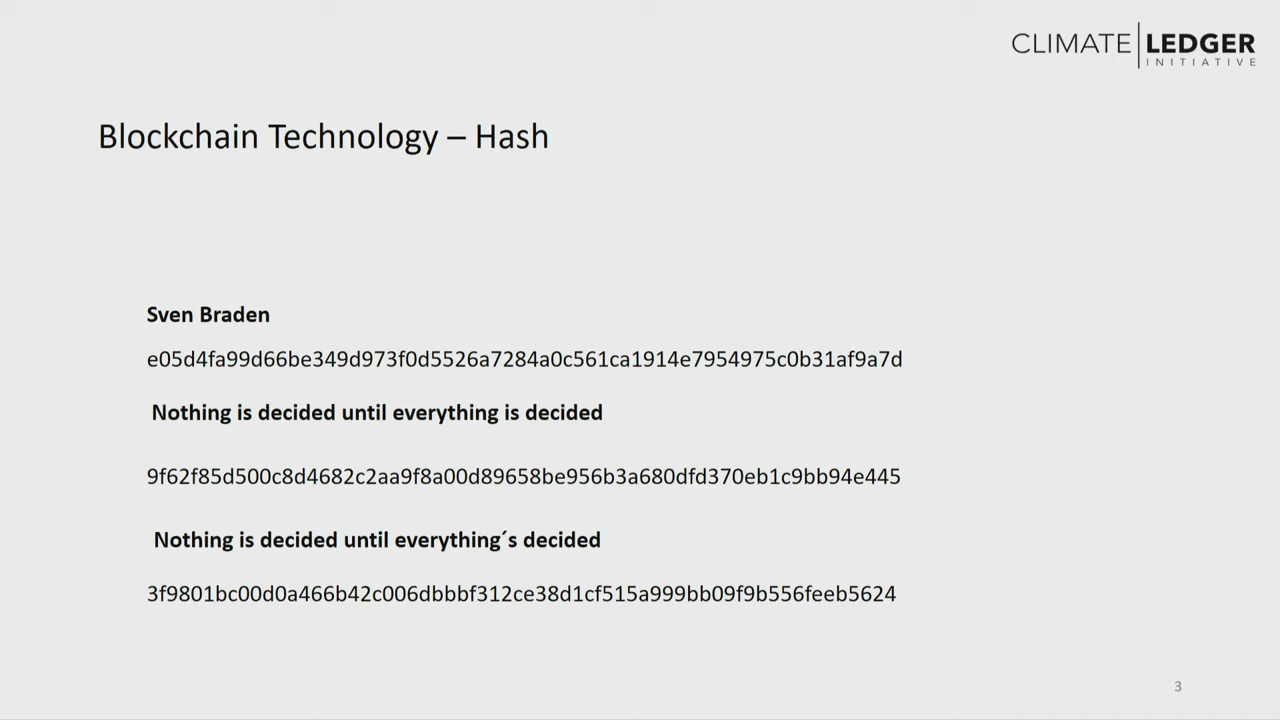 CLIMATE LEDGER
INITIATIVE
Blockchain Technology – Hash
Sven Braden
e05d4fa99d66be349d973f0d5526a7284a0c561ca1914e7954975c0b31af9a7d
Nothing is decided until everything is decided
9f62f85d500c8d4682c2aa9f8a00d89658be956b3a680dfd370eb1c9bb94e445
Nothing is decided until everything´s decided
3f9801bc00d0a466b42c006dbbbf312ce38d1cf515a999bb09f9b556feeb5624
3